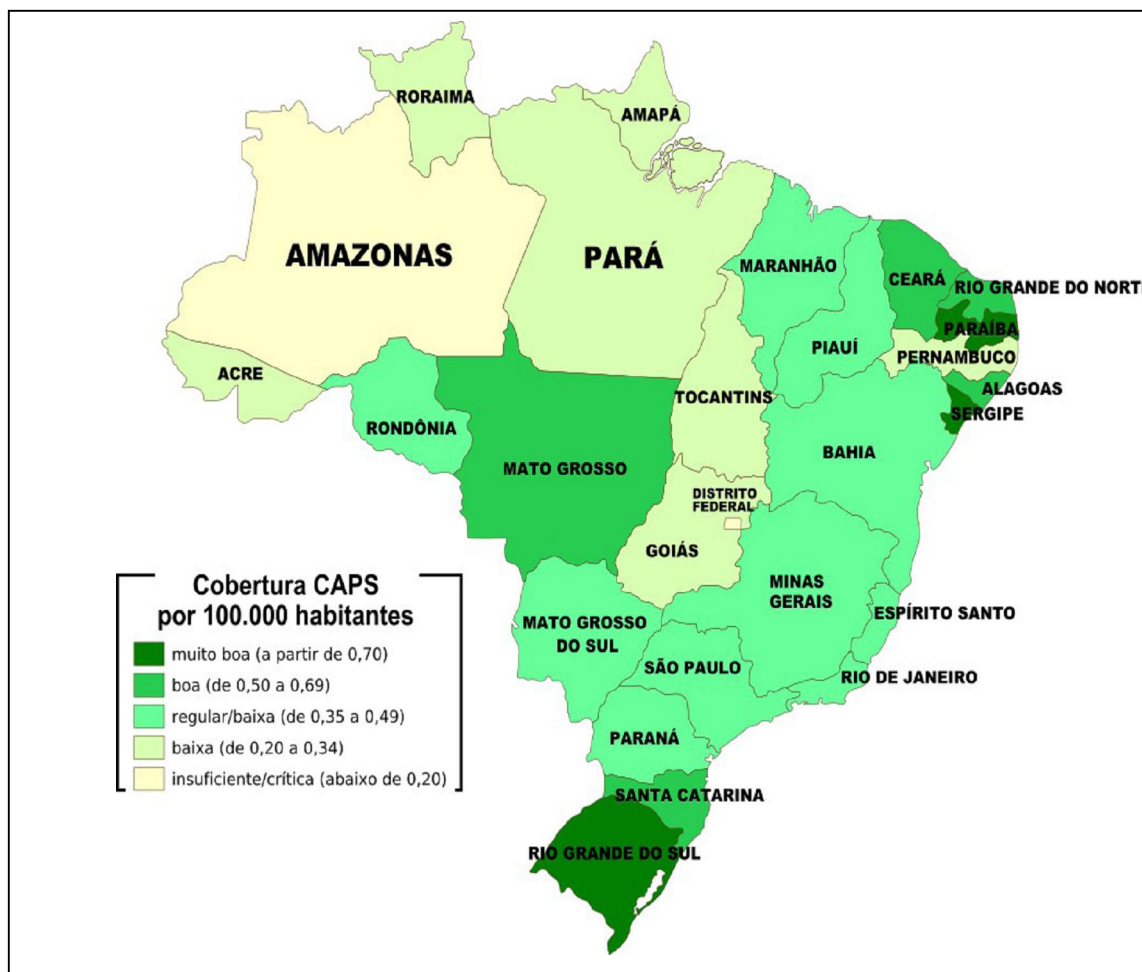 RORAIMA
AMAPÁ
AMAZONAS
PARÁ
MARANHÃO
CEARÁ
RIO GRANDE DO NORTE
PARAÍBA
PIAUÍ
PERNAMBUCO
ACRE
TOCANTINS
ALAGOAS
SERGIPE
RONDÔNIA
BAHIA
MATO GROSSO
DISTRITO
FEDERAL
GOIÁS
MINAS
GERAIS
ESPÍRITO SANTO
MATO GROSSO
DO SUL
SÃO PAULO
RIO DE JANEIRO
PARANÁ
SANTA CATARINA
RIO GRANDE DO SUL
Cobertura CAPS
por 100.000 habitantes
muito boa (a partir de 0,70)
boa (de 0,50 a 0,69)
regular/baixa (de 0,35 a 0,49)
baixa (de 0,20 a 0,34)
insuficiente/crítica (abaixo de 0,20)